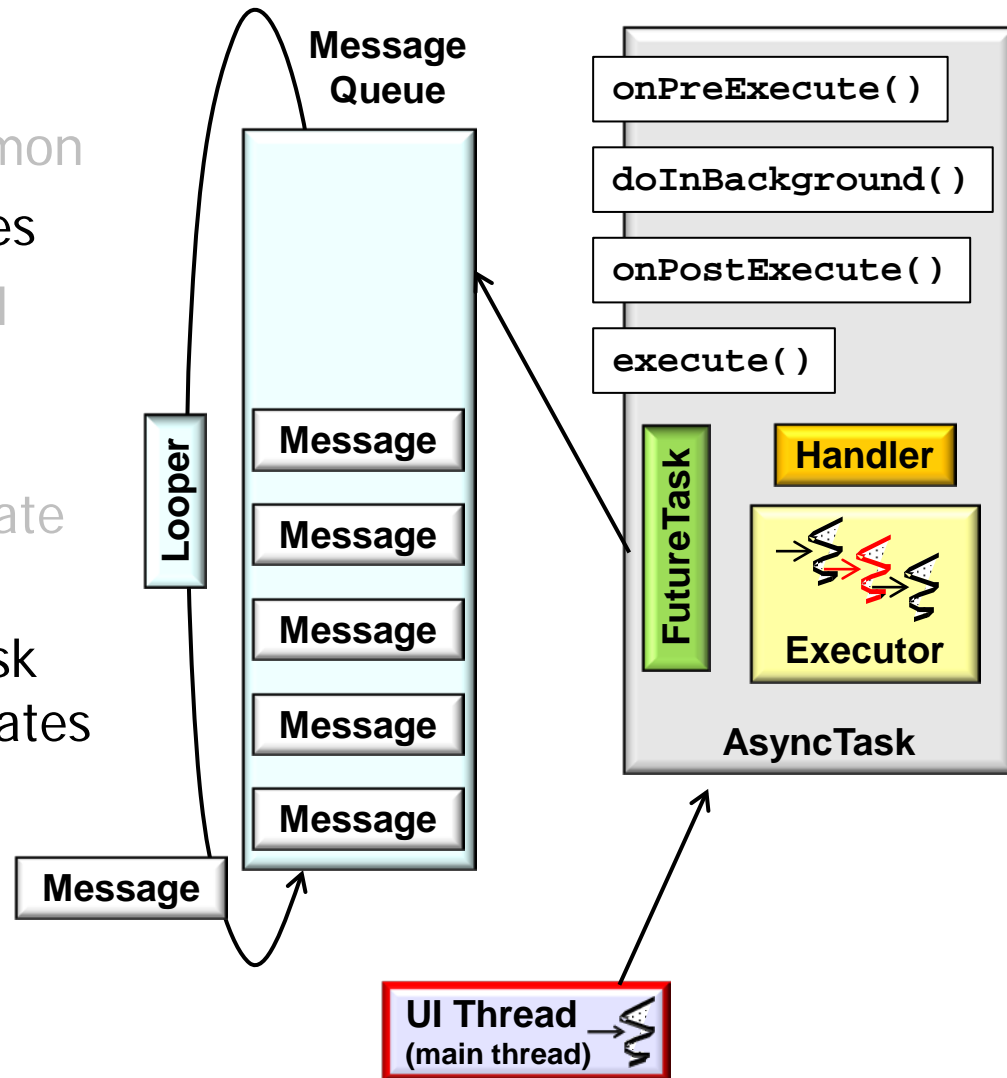 mon
es
ate
sk
ates
Message
Queue
Looper
Message
Message
Message
Message
Message
Message
onPreExecute()
doInBackground()
onPostExecute()
execute()
FutureTask
Handler
Executor
AsyncTask
UI Thread
(main thread)